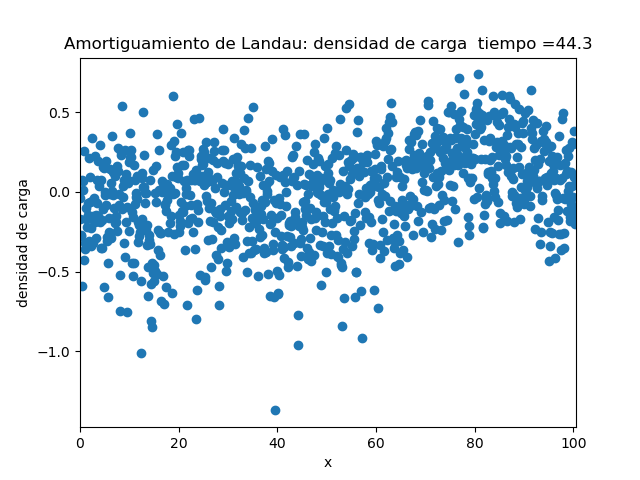 Amortiguamiento de Landau: densidad de carga  tiempo =44.3
densidad de carga
0.5
0.0
−0.5
−1.0
0 20 40 60 80 100
x